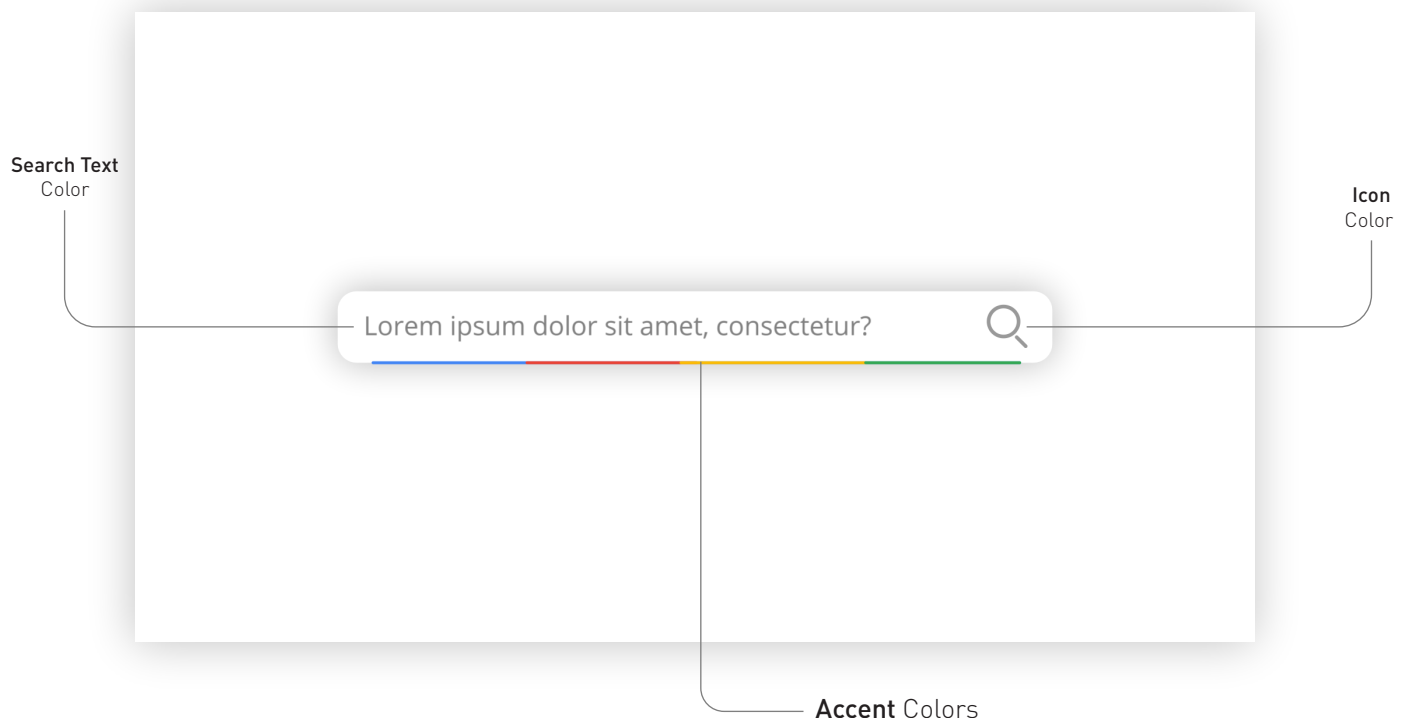 Search Text
Color
Icon
Color
Lorem ipsum dolor sit amet, consectetur?
Accent Colors